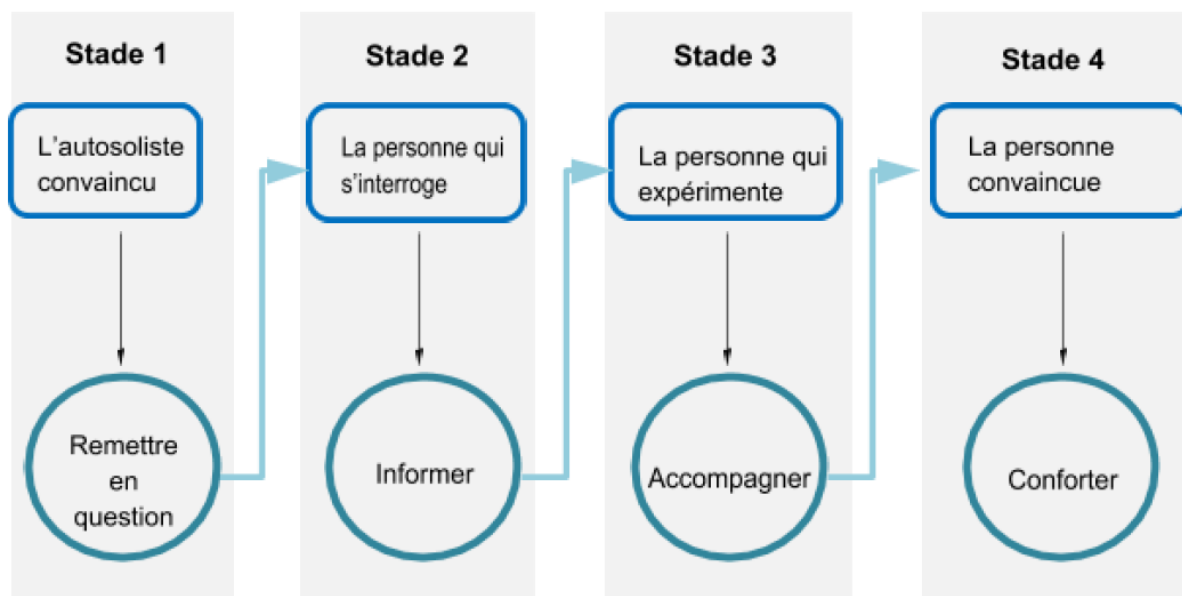 Stade 1
Stade 2
Stade 3
Stade 4
L'autosoliste
convaincu
La personne qui
s'interroge
La personne qui
expérimente
La personne
convaincue
Remettre
en
question
Informer
Accompagner
Conforter